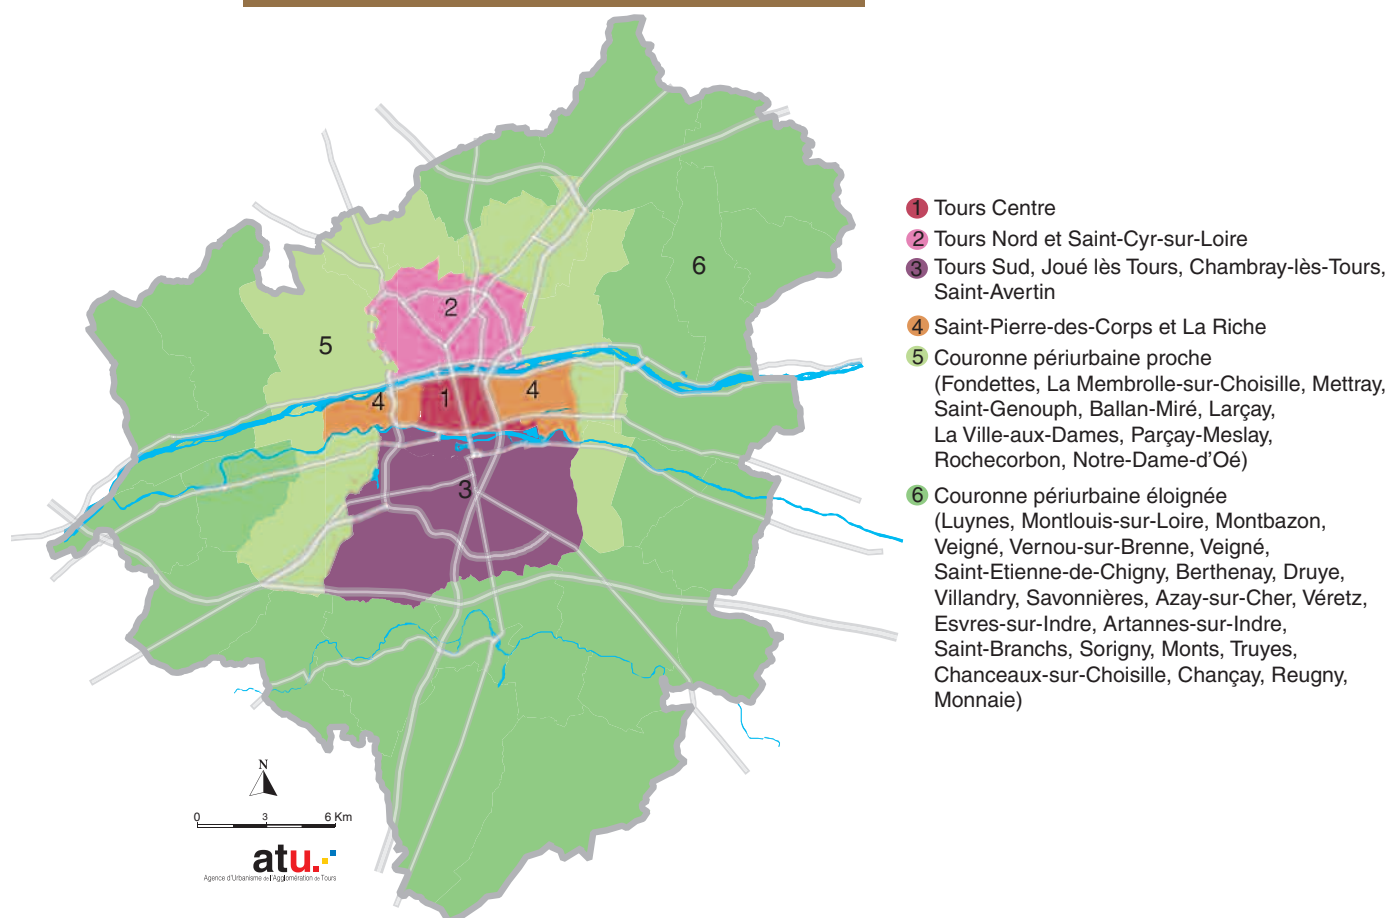 6
2
5
4
4
1
3
1 Tours Centre
2 Tours Nord et Saint-Cyr-sur-Loire
3 Tours Sud, Joué lès Tours, Chambray-lès-Tours,
Saint-Avertin
4 Saint-Pierre-des-Corps et La Riche
5 Couronne périurbaine proche
(Fondettes, La Membrolle-sur-Choisille, Mettray,
Saint-Genouph, Ballan-Miré, Larçay,
La Ville-aux-Dames, Parçay-Meslay,
Rochecorbon, Notre-Dame-d'Oé)
6 Couronne périurbaine éloignée
(Luynes, Montlouis-sur-Loire, Montbazon,
Veigné, Vernou-sur-Brenne, Veigné,
Saint-Etienne-de-Chigny, Berthenay, Druye,
Villandry, Savonnières, Azay-sur-Cher, Véretz,
Esvres-sur-Indre, Artannes-sur-Indre,
Saint-Branchs, Sorigny, Monts, Truyes,
Chanceaux-sur-Choisille, Chançay, Reugny,
Monnaie)
N
0 3 6 Km
atu.
Agence d'Urbanisme de l'Agglomération de Tours